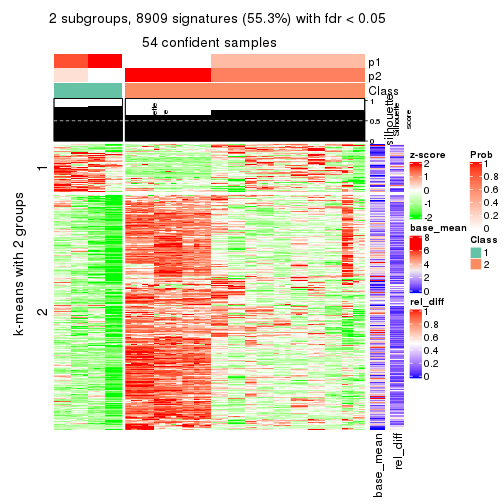 2 subgroups, 8909 signatures (55.3%) with fdr < 0.05
54 confident samples
p1
p2
Class
1
0.5
0
silhouette
Silhouette
score
k-means with 2 groups
1
2
base_mean
rel_diff
z-score
2
1
0
-1
-2
base_mean
8
6
4
2
0
rel_diff
1
0.8
0.6
0.4
0.2
0
Prob
1
0.8
0.6
0.4
0.2
0
Class
1
2